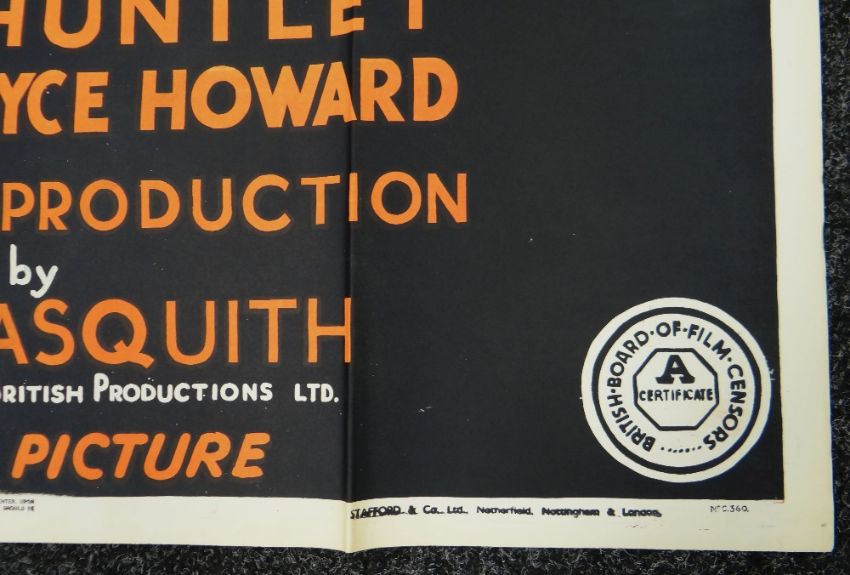 HUNTLEY
YCE HOWARD
PRODUCTION
by
ASQUITH
BRITISH PRODUCTIONS LTD.
PICTURE
BRITISH·BOARD·OF·FILM·CENSORS
A
CERTIFICATE
STAFFORD & Co. Ltd., Netherfield, Nottingham & London.